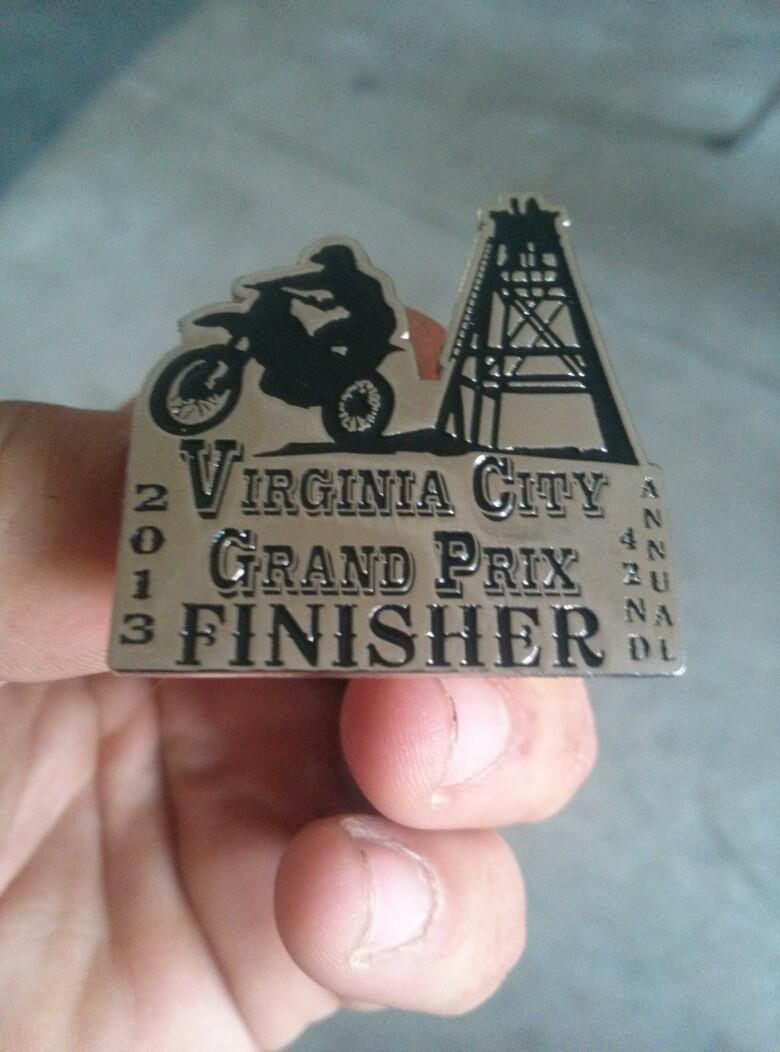 2013
VIRGINIA CITY
GRAND PRIX
FINISHER
42ND
ANNUAL